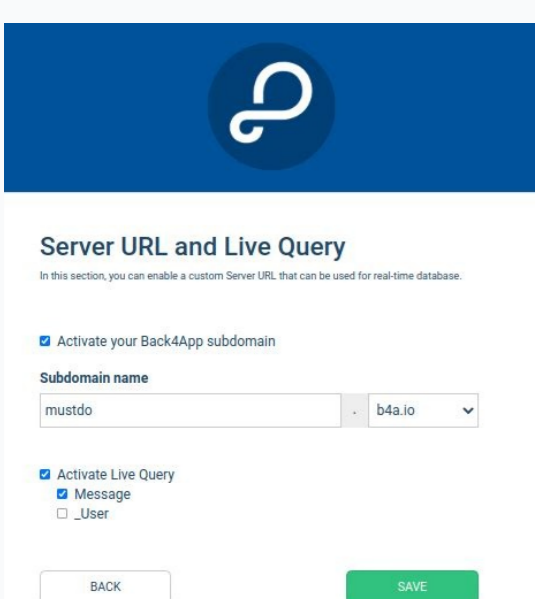 Server URL and Live Query
In this section, you can enable a custom Server URL that can be used for real-time database.
Activate your Back4App subdomain
Subdomain name
mustdo . b4a.io
Activate Live Query
Message
_User
BACK SAVE